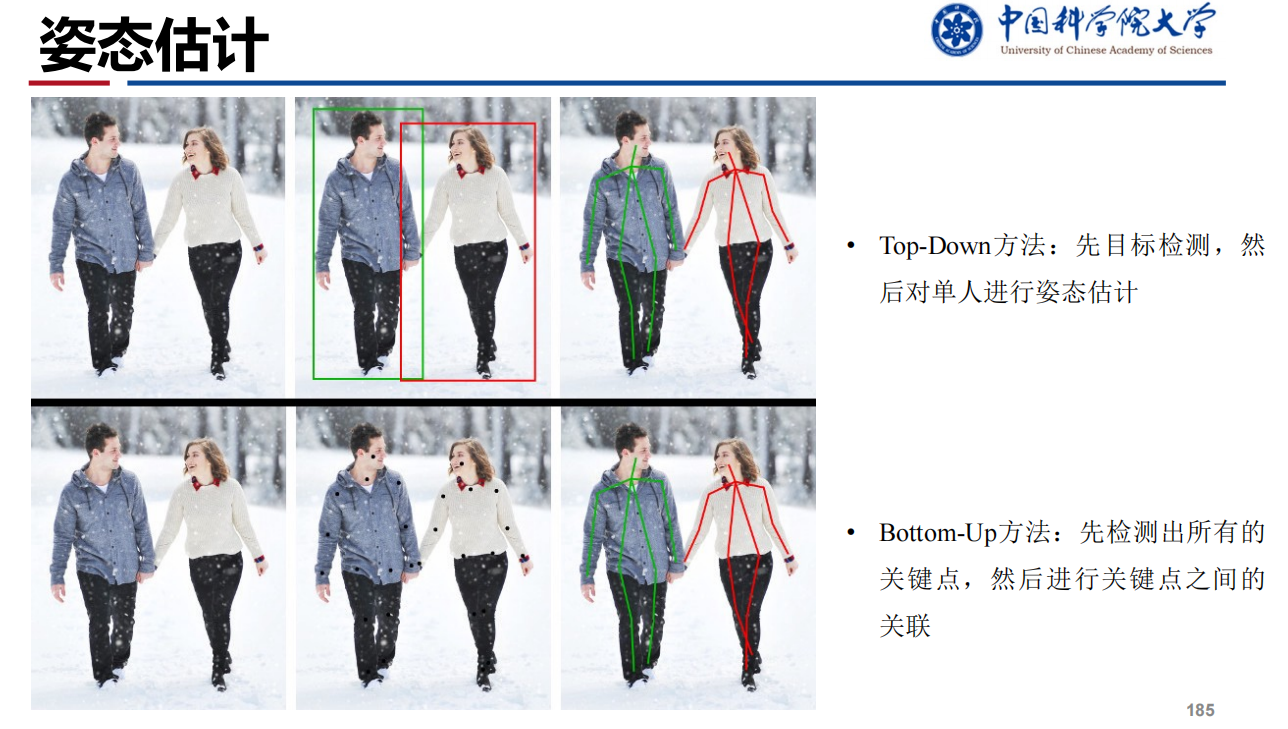 姿态估计
中国科学院大学
University of Chinese Academy of Sciences
• Top-Down方法：先目标检测，然
后对单人进行姿态估计
• Bottom-Up方法：先检测出所有的
关键点，然后进行关键点之间的
关联
185